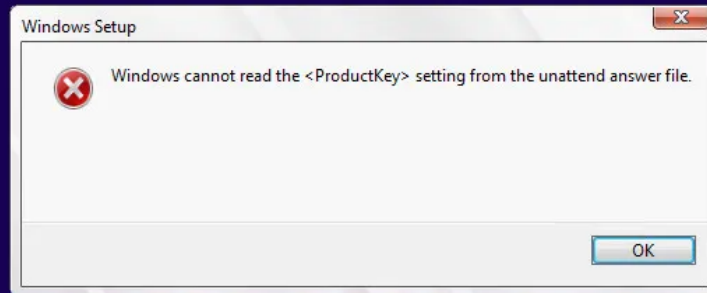 Windows Setup
Windows cannot read the <ProductKey> setting from the unattend answer file.
OK